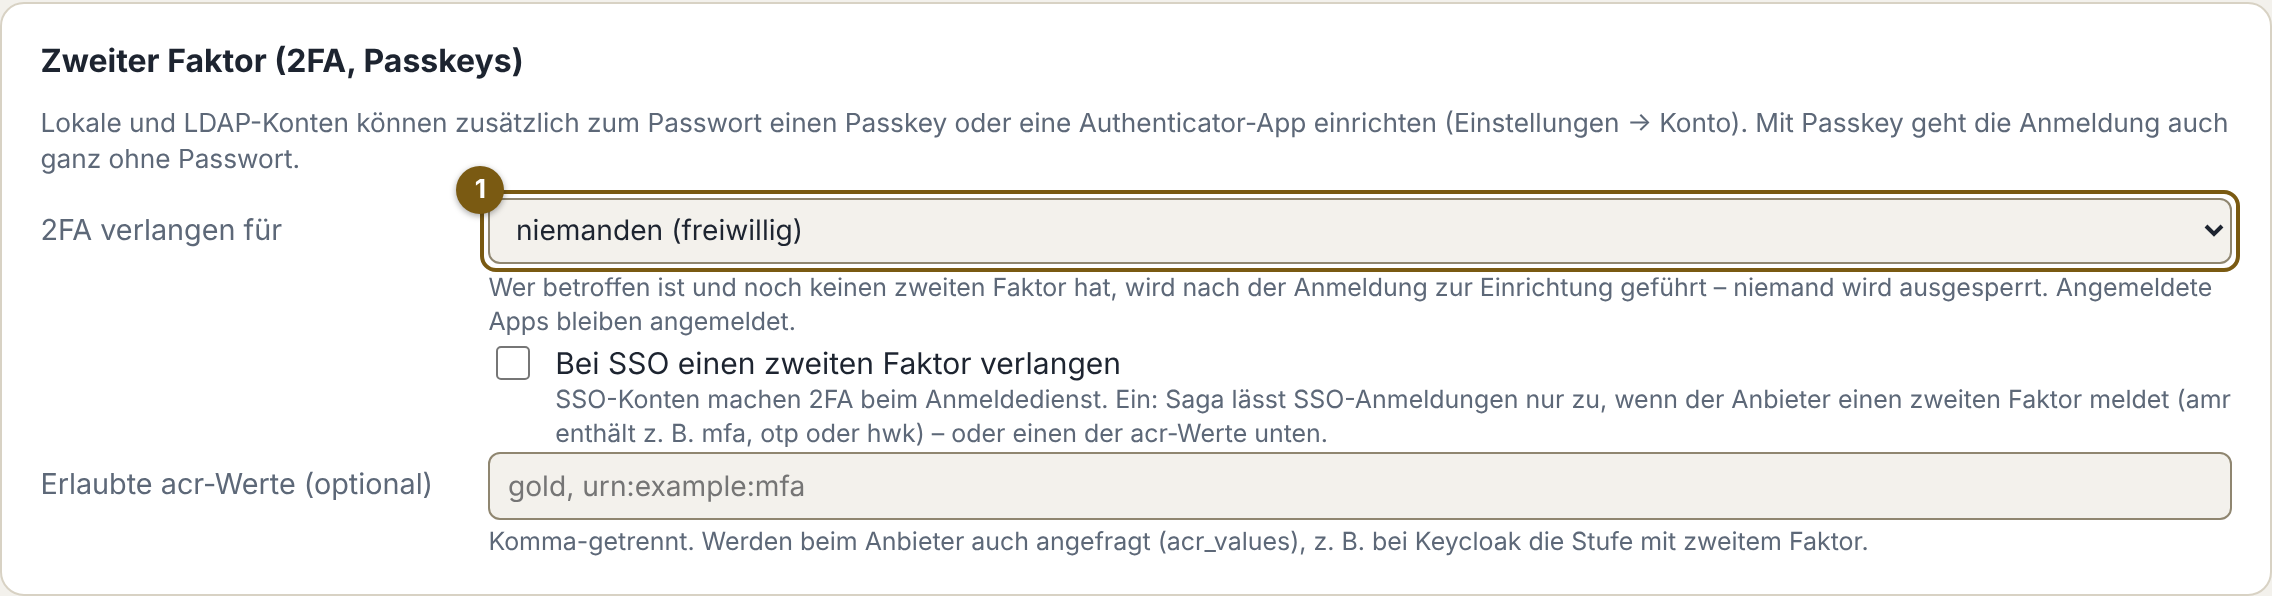 Zweiter Faktor (2FA, Passkeys)
Lokale und LDAP-Konten können zusätzlich zum Passwort einen Passkey oder eine Authenticator-App einrichten (Einstellungen → Konto). Mit Passkey geht die Anmeldung auch
ganz ohne Passwort.
1
2FA verlangen für
niemanden (freiwillig)
Wer betroffen ist und noch keinen zweiten Faktor hat, wird nach der Anmeldung zur Einrichtung geführt – niemand wird ausgesperrt. Angemeldete
Apps bleiben angemeldet.
Bei SSO einen zweiten Faktor verlangen
SSO-Konten machen 2FA beim Anmeldedienst. Ein: Saga lässt SSO-Anmeldungen nur zu, wenn der Anbieter einen zweiten Faktor meldet (amr
enthält z. B. mfa, otp oder hwk) – oder einen der acr-Werte unten.
Erlaubte acr-Werte (optional)
gold, urn:example:mfa
Komma-getrennt. Werden beim Anbieter auch angefragt (acr_values), z. B. bei Keycloak die Stufe mit zweitem Faktor.